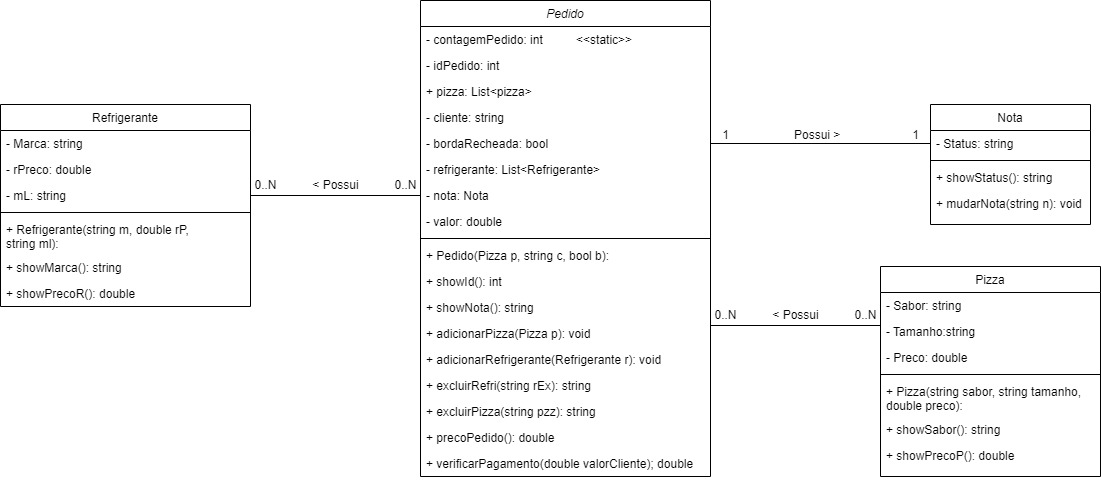 Pedido
- contagemPedido: int <<static>>
- idPedido: int
+ pizza: List<pizza>
- cliente: string
- bordaRecheada: bool
- refrigerante: List<Refrigerante>
- nota: Nota
- valor: double
+ Pedido(Pizza p, string c, bool b):
+ showId(): int
+ showNota(): string
+ adicionarPizza(Pizza p): void
+ adicionarRefrigerante(Refrigerante r): void
+ excluirRefri(string rEx): string
+ excluirPizza(string pzz): string
+ precoPedido(): double
+ verificarPagamento(double valorCliente); double
Refrigerante
- Marca: string
- rPreco: double
- mL: string
+ Refrigerante(string m, double rP,
string ml):
+ showMarca(): string
+ showPrecoR(): double
0..N < Possui 0..N
1 Possui > 1
Nota
- Status: string
+ showStatus(): string
+ mudarNota(string n): void
0..N < Possui 0..N
Pizza
- Sabor: string
- Tamanho:string
- Preco: double
+ Pizza(string sabor, string tamanho,
double preco):
+ showSabor(): string
+ showPrecoP(): double